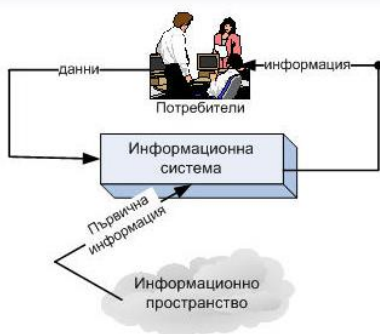 данни
информация
Потребители
Информационна
система
Първична
информация
Информационно
пространство